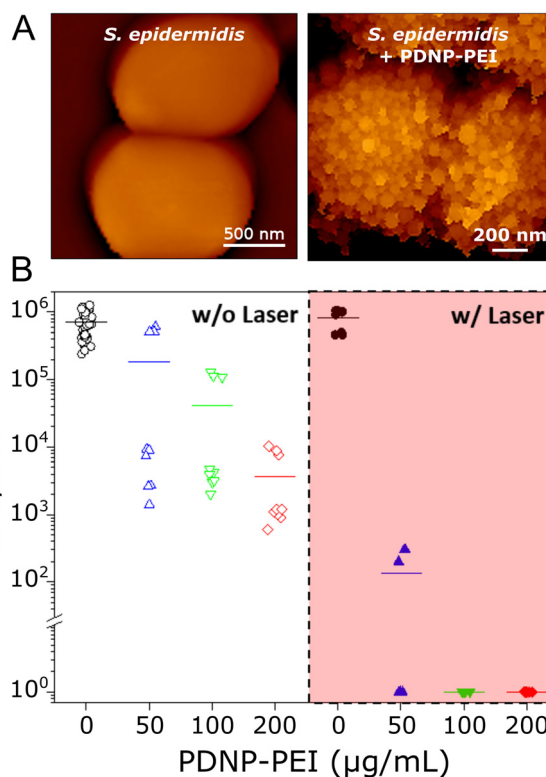 A
S. epidermidis
500 nm
S. epidermidis
+ PDNP-PEI
200 nm
B
w/o Laser
w/ Laser
10⁶
10⁵
10⁴
10³
10²
10⁰
0 50 100 200 0 50 100 200
PDNP-PEI (µg/mL)